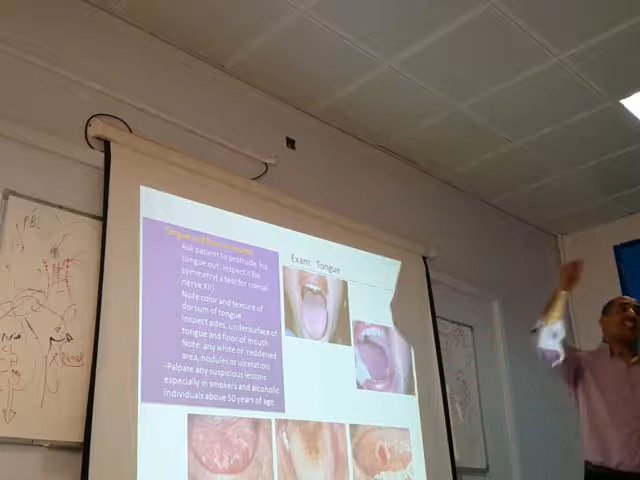 PBL
Tongue and floor of mouth
Ask patient to protrude his
tongue out: inspect it for
symmetry( a test for cranial
nerve XII)
Note color and texture of
dorsum of tongue
Inspect sides, undersurface of
tongue and floor of mouth
Note any white or reddened
area, nodules or ulceration
-Palpate any suspicious lesions
especially in smokers and alcoholic
Individuals above 50 years of age.
Exam: Tongue